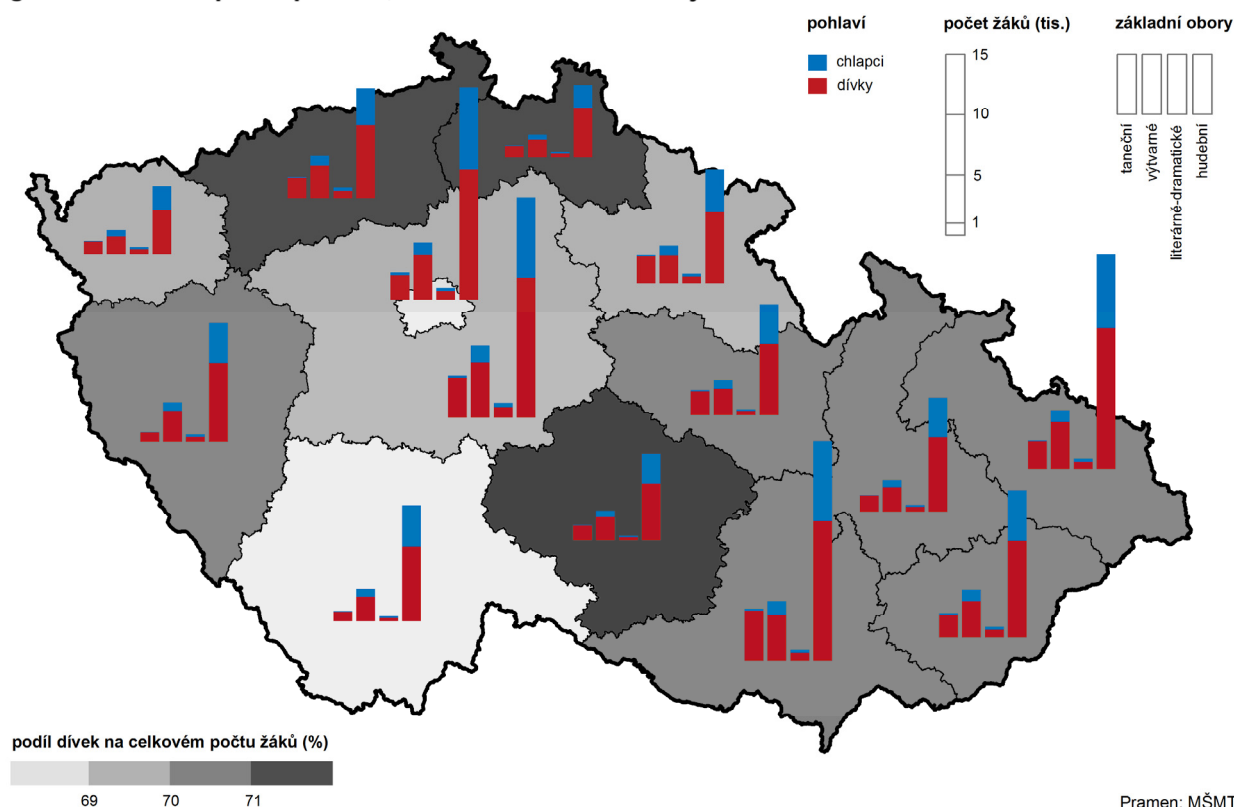 pohlaví
chlapci
dívky
počet žáků (tis.)
15
10
5
1
základní obory
taneční
výtvarné
literárně-dramatické
hudební
podíl dívek na celkovém počtu žáků (%)
69 70 71
Pramen: MŠMT